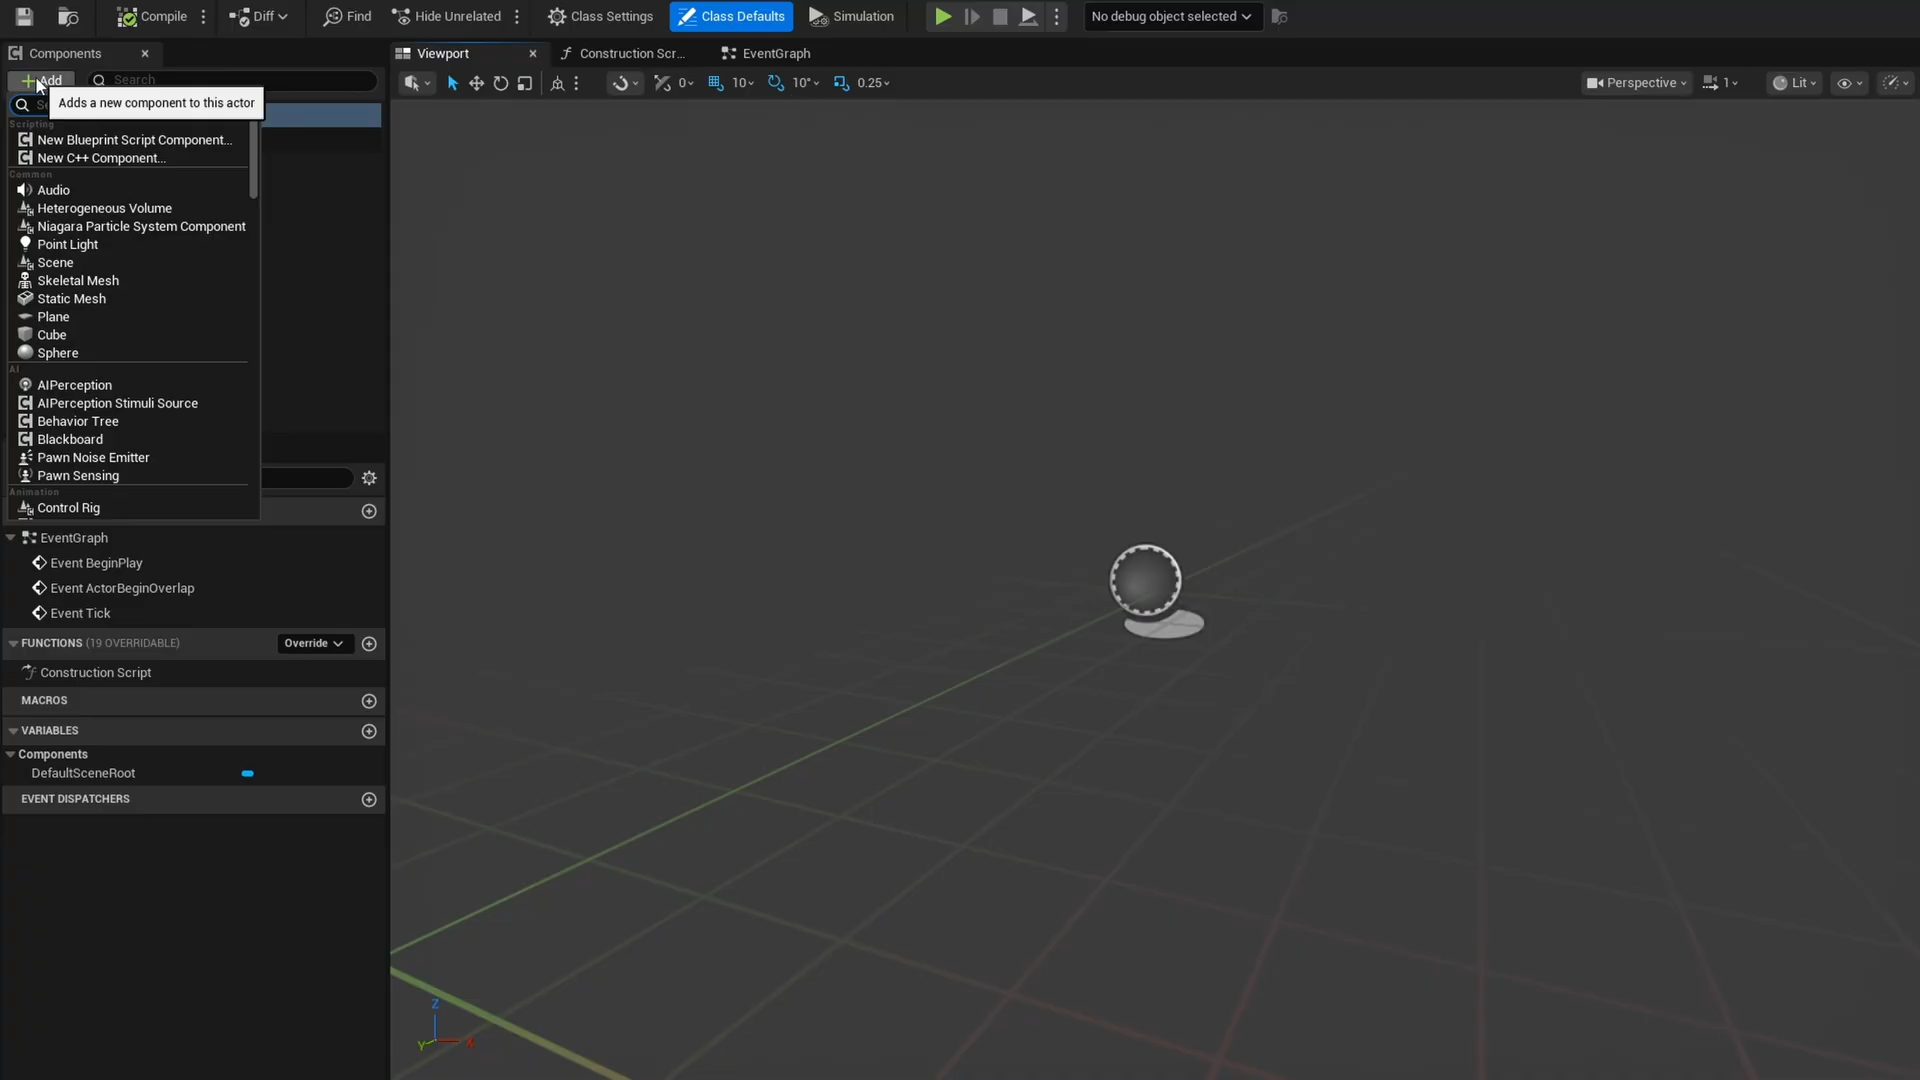 Compile
Diff
Find
Hide Unrelated
Class Settings
Class Defaults
Simulation
No debug object selected
Components
Viewport
Construction Scr...
EventGraph
Add
Search
0
10
10°
0.25
Perspective
1
Lit
Adds a new component to this actor
Scripting
New Blueprint Script Component...
New C++ Component...
Common
Audio
Heterogeneous Volume
Niagara Particle System Component
Point Light
Scene
Skeletal Mesh
Static Mesh
Plane
Cube
Sphere
AI
AIPerception
AIPerception Stimuli Source
Behavior Tree
Blackboard
Pawn Noise Emitter
Pawn Sensing
Animation
Control Rig
EventGraph
Event BeginPlay
Event ActorBeginOverlap
Event Tick
FUNCTIONS (19 OVERRIDABLE)
Override
Construction Script
MACROS
VARIABLES
Components
DefaultSceneRoot
EVENT DISPATCHERS
Z
Y
X